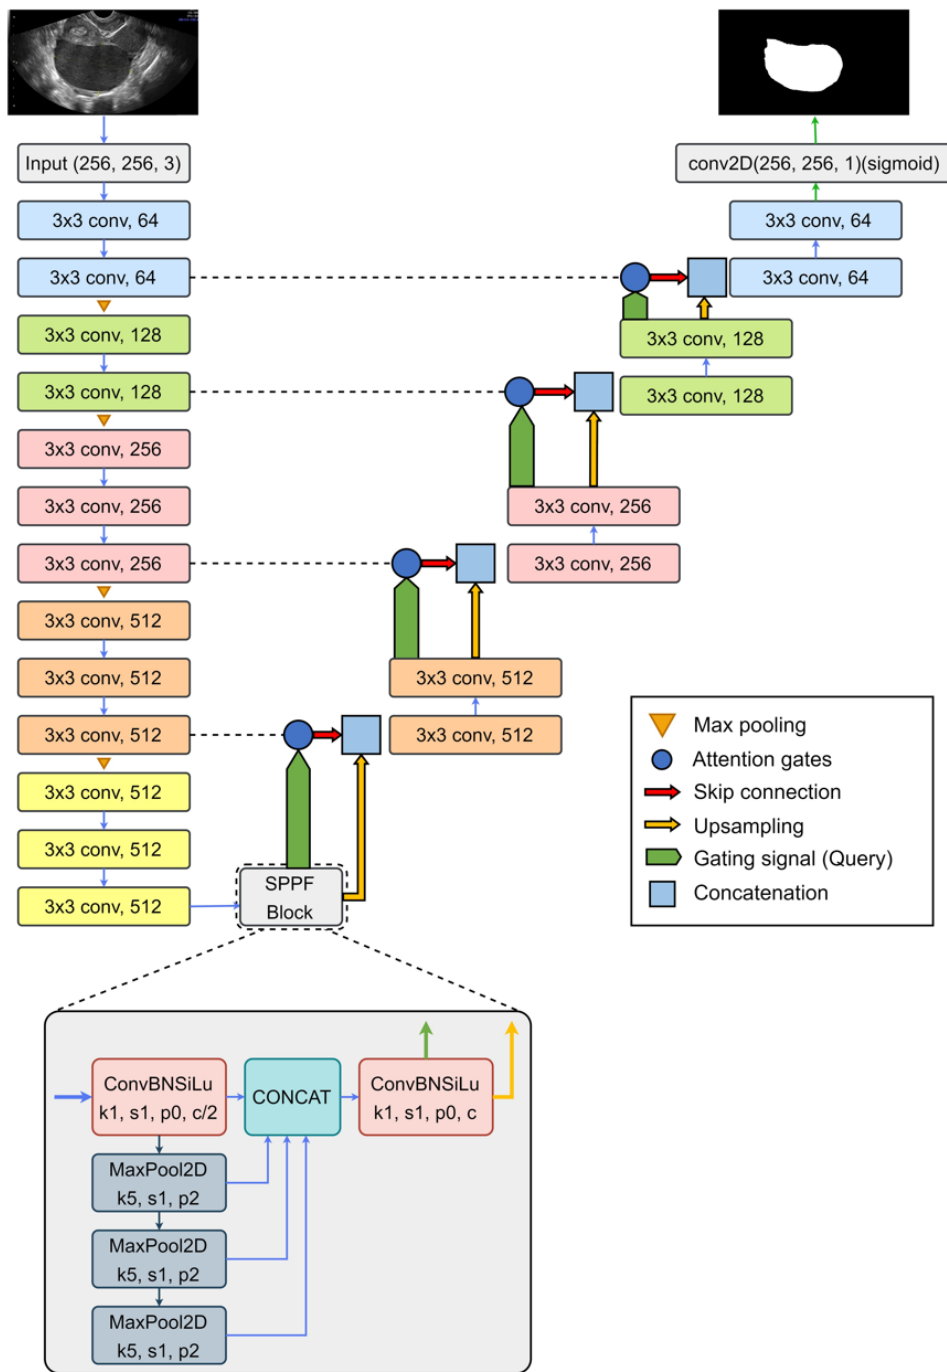 Input (256, 256, 3)
3x3 conv, 64
3x3 conv, 64
3x3 conv, 128
3x3 conv, 128
3x3 conv, 256
3x3 conv, 256
3x3 conv, 256
3x3 conv, 512
3x3 conv, 512
3x3 conv, 512
3x3 conv, 512
3x3 conv, 512
3x3 conv, 512
SPPF
Block
3x3 conv, 512
3x3 conv, 512
3x3 conv, 256
3x3 conv, 256
3x3 conv, 128
3x3 conv, 128
3x3 conv, 64
3x3 conv, 64
conv2D(256, 256, 1)(sigmoid)
Max pooling
Attention gates
Skip connection
Upsampling
Gating signal (Query)
Concatenation
ConvBNSiLu
k1, s1, p0, c/2
CONCAT
ConvBNSiLu
k1, s1, p0, c
MaxPool2D
k5, s1, p2
MaxPool2D
k5, s1, p2
MaxPool2D
k5, s1, p2